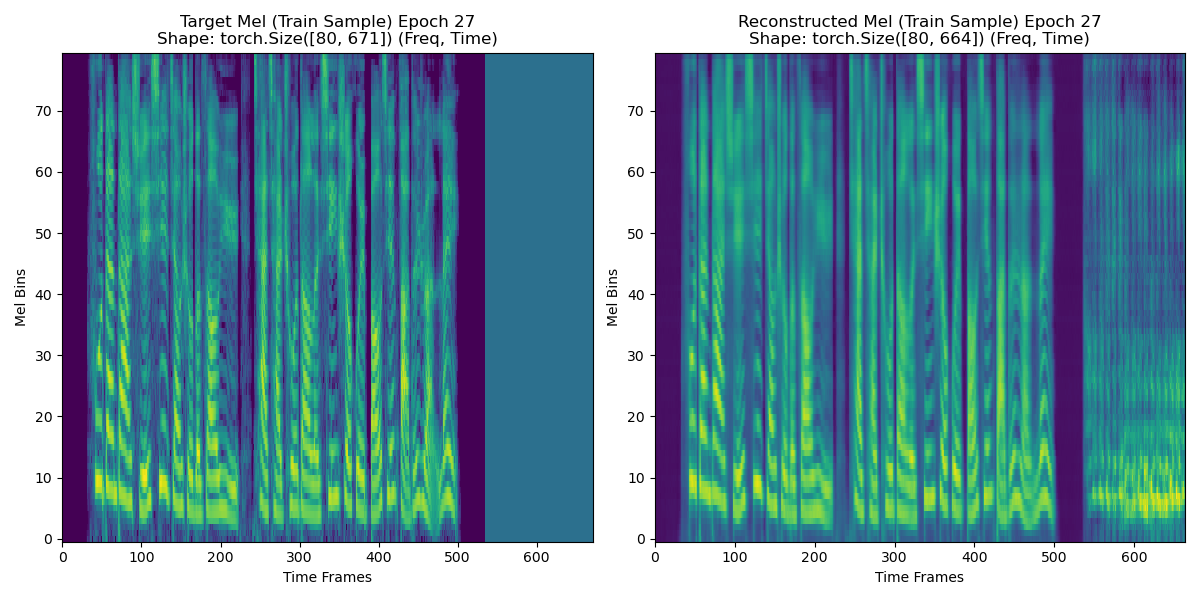 Target Mel (Train Sample) Epoch 27
Shape: torch.Size([80, 671]) (Freq, Time)
Mel Bins
70
60
50
40
30
20
10
0
0 100 200 300 400 500 600
Time Frames
Reconstructed Mel (Train Sample) Epoch 27
Shape: torch.Size([80, 664]) (Freq, Time)
Mel Bins
70
60
50
40
30
20
10
0
0 100 200 300 400 500 600
Time Frames